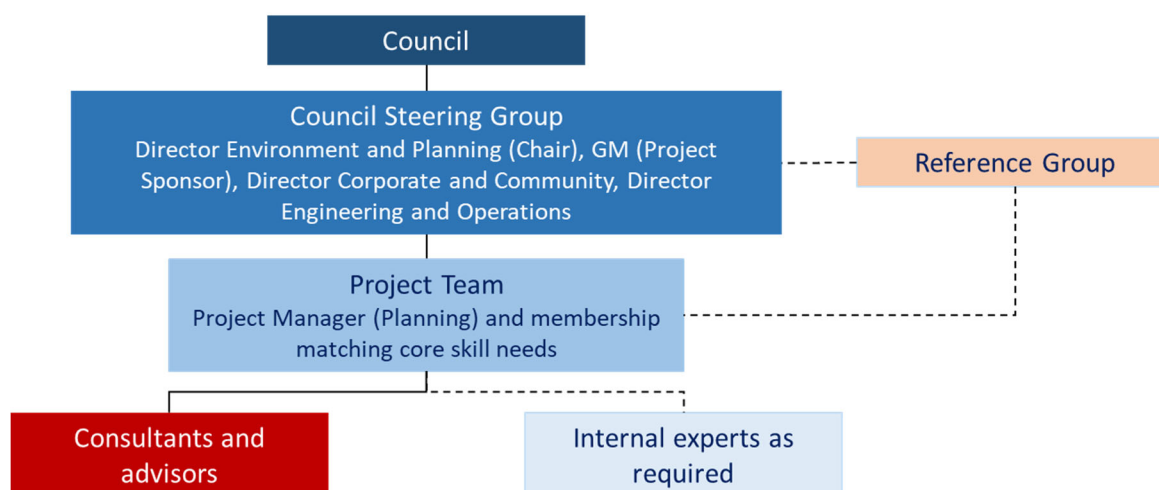 Council
Council Steering Group
Director Environment and Planning (Chair), GM (Project
Sponsor), Director Corporate and Community, Director
Engineering and Operations
Reference Group
Project Team
Project Manager (Planning) and membership
matching core skill needs
Consultants and
advisors
Internal experts as
required